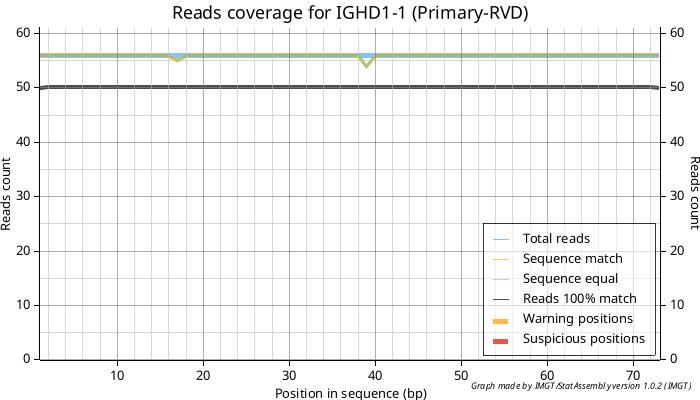 Reads coverage for IGHD1-1 (Primary-RVD)
60 60
50 50
40 40
30 30
20 20
10 10
0 0
Reads count
Reads count
Total reads
Sequence match
Sequence equal
Reads 100% match
Warning positions
Suspicious positions
10 20 30 40 50 60 70
Position in sequence (bp)
Graph made by IMGT/StatAssembly version 1.0.2 (IMGT)